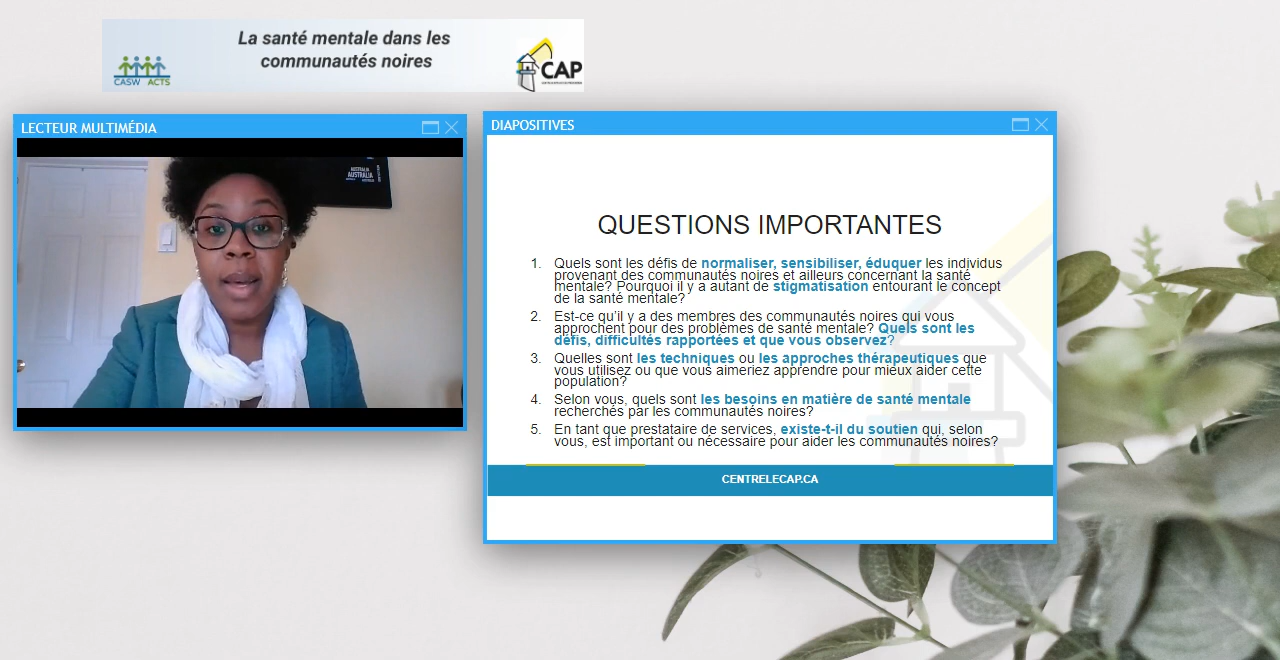 La santé mentale dans les
communautés noires
CASW ACTS
CAP
LECTEUR MULTIMÉDIA
AUSTRALIA
AUSTRALIA
DIAPOSITIVES
QUESTIONS IMPORTANTES
1. Quels sont les défis de normaliser, sensibiliser, éduquer les individus
provenant des communautés noires et ailleurs concernant la santé
mentale? Pourquoi il y a autant de stigmatisation entourant le concept
de la santé mentale?
2. Est-ce qu'il y a des membres des communautés noires qui vous
approchent pour des problèmes de santé mentale? Quels sont les
défis, difficultés rapportées et que vous observez?
3. Quelles sont les techniques ou les approches thérapeutiques que
vous utilisez ou que vous aimeriez apprendre pour mieux aider cette
population?
4. Selon vous, quels sont les besoins en matière de santé mentale
recherchés par les communautés noires?
5. En tant que prestataire de services, existe-t-il du soutien qui, selon
vous, est important ou nécessaire pour aider les communautés noires?
CENTRELECAP.CA